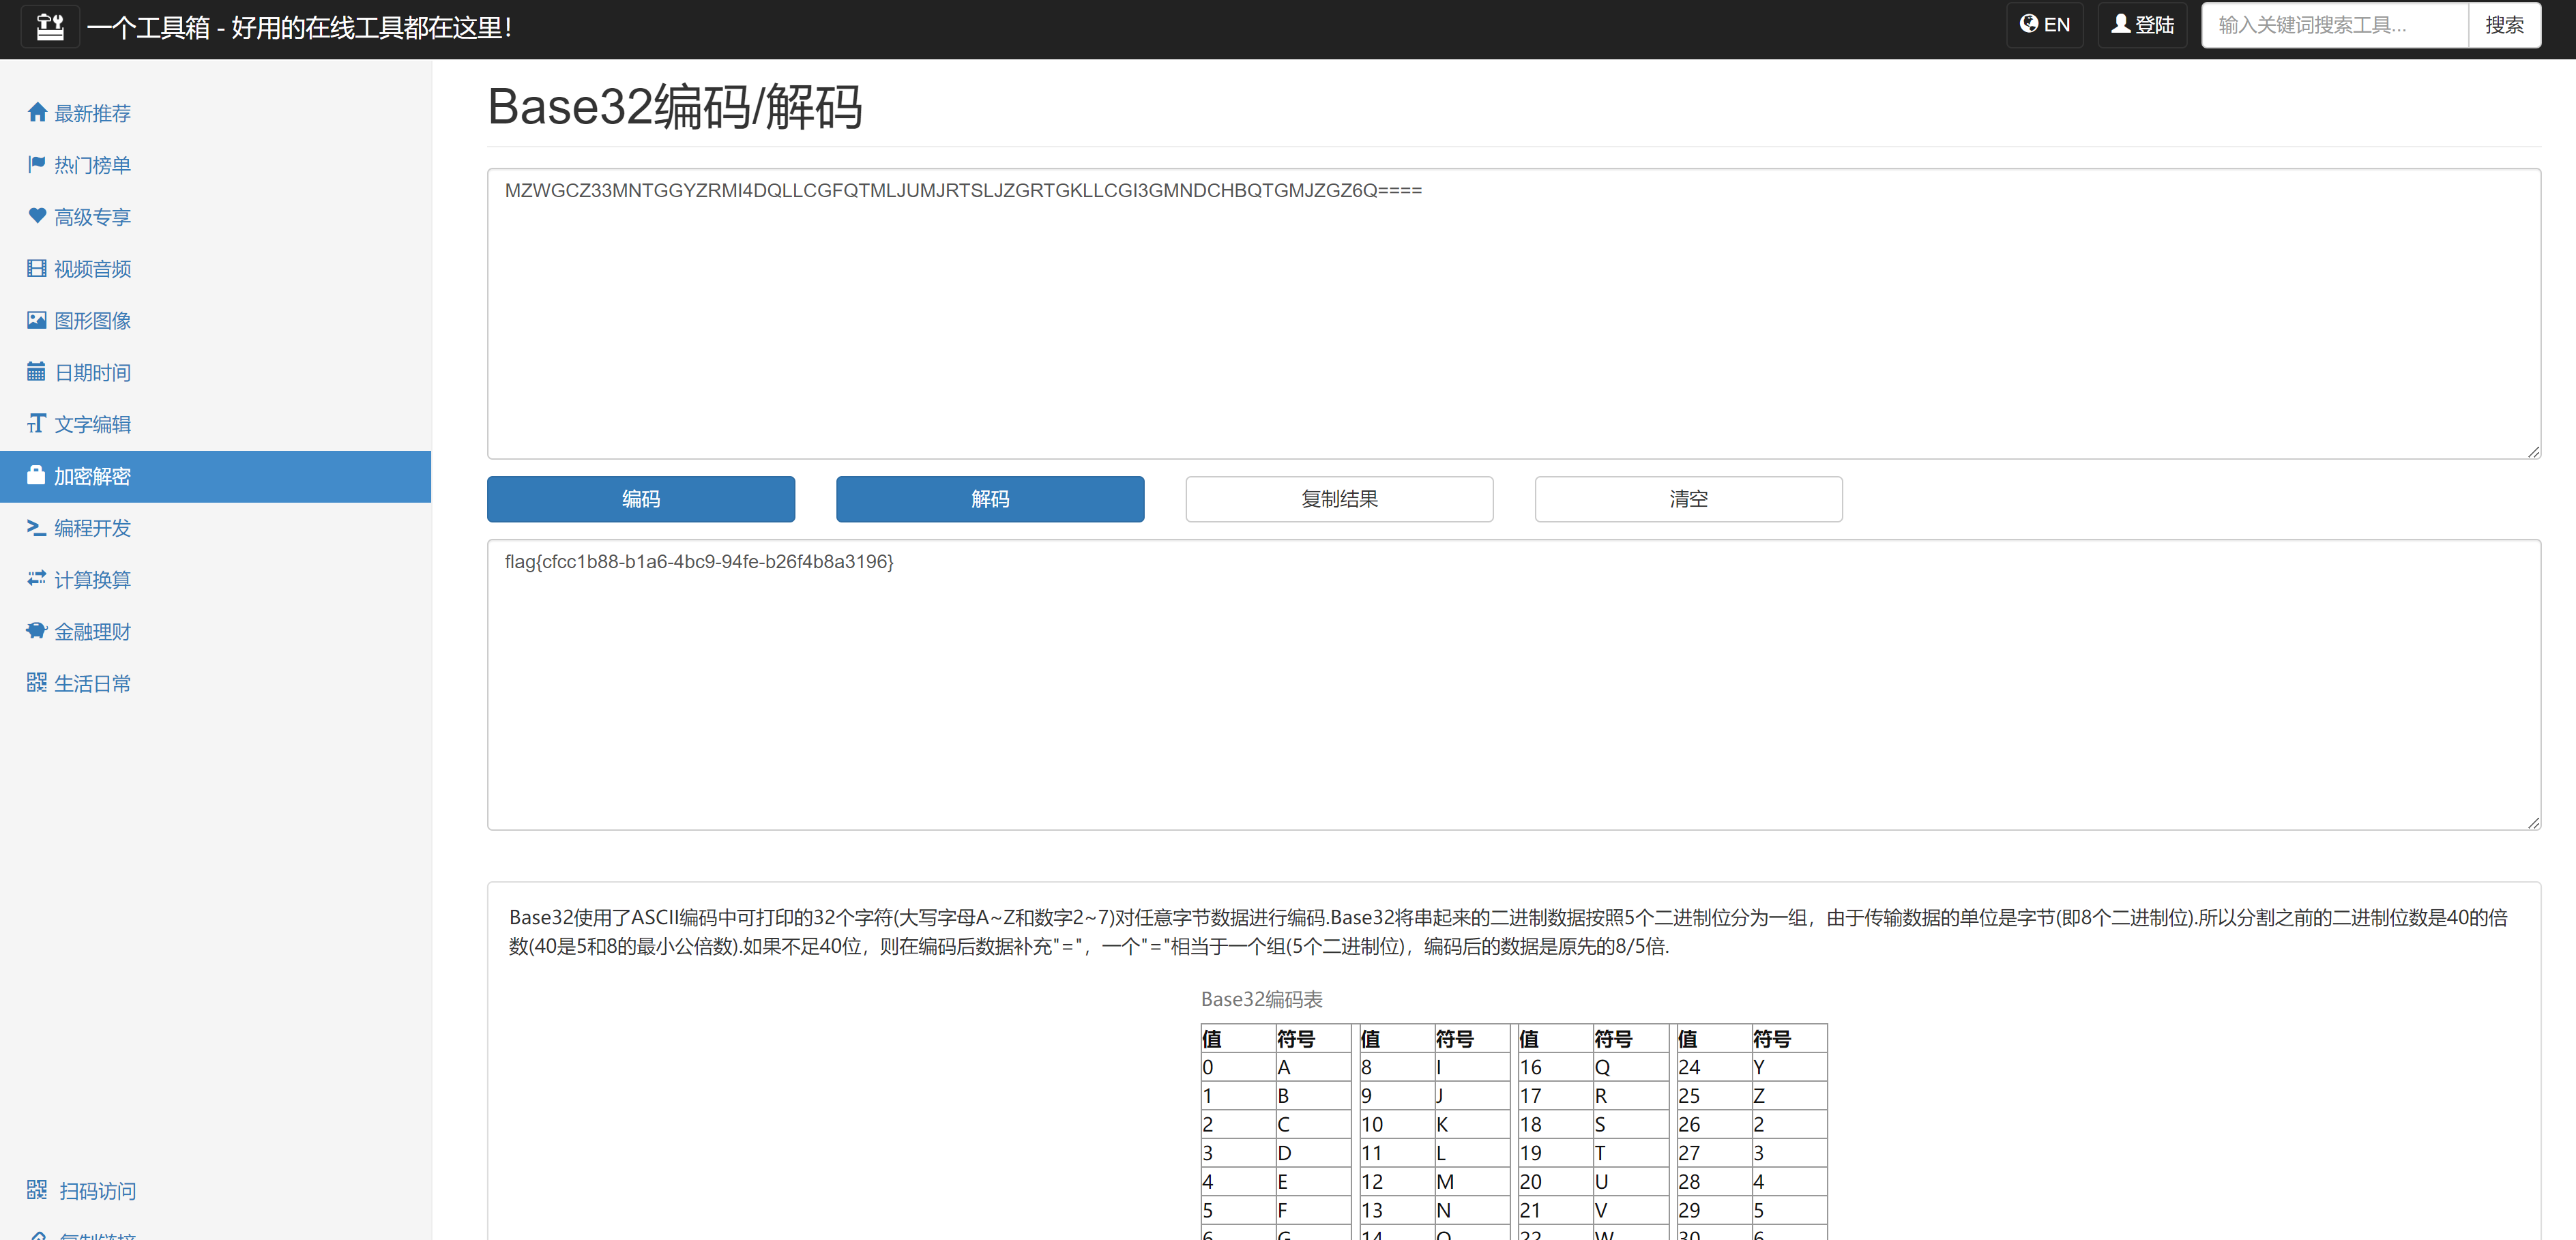 一个工具箱 - 好用的在线工具都在这里!
EN
登陆
输入关键词搜索工具...
搜索
最新推荐
热门榜单
高级专享
视频音频
图形图像
日期时间
文字编辑
加密解密
编程开发
计算换算
金融理财
生活日常
扫码访问
复制链接
Base32编码/解码
MZWGCZ33MNTGGYZRMI4DQLLCGFQTMLJUMJRTSLJZGRTGKLLCGI3GMNDCHBQTGMJZGZ6Q====
编码
解码
复制结果
清空
flag{cfcc1b88-b1a6-4bc9-94fe-b26f4b8a3196}
Base32使用了ASCII编码中可打印的32个字符(大写字母A~Z和数字2~7)对任意字节数据进行编码.Base32将串起来的二进制数据按照5个二进制位分为一组，由于传输数据的单位是字节(即8个二进制位).所以分割之前的二进制位数是40的倍
数(40是5和8的最小公倍数).如果不足40位，则在编码后数据补充"="，一个"="相当于一个组(5个二进制位)，编码后的数据是原先的8/5倍.
Base32编码表
值 符号 值 符号 值 符号 值 符号
0 A 8 I 16 Q 24 Y
1 B 9 J 17 R 25 Z
2 C 10 K 18 S 26 2
3 D 11 L 19 T 27 3
4 E 12 M 20 U 28 4
5 F 13 N 21 V 29 5
6 G 14 O 22 W 30 6